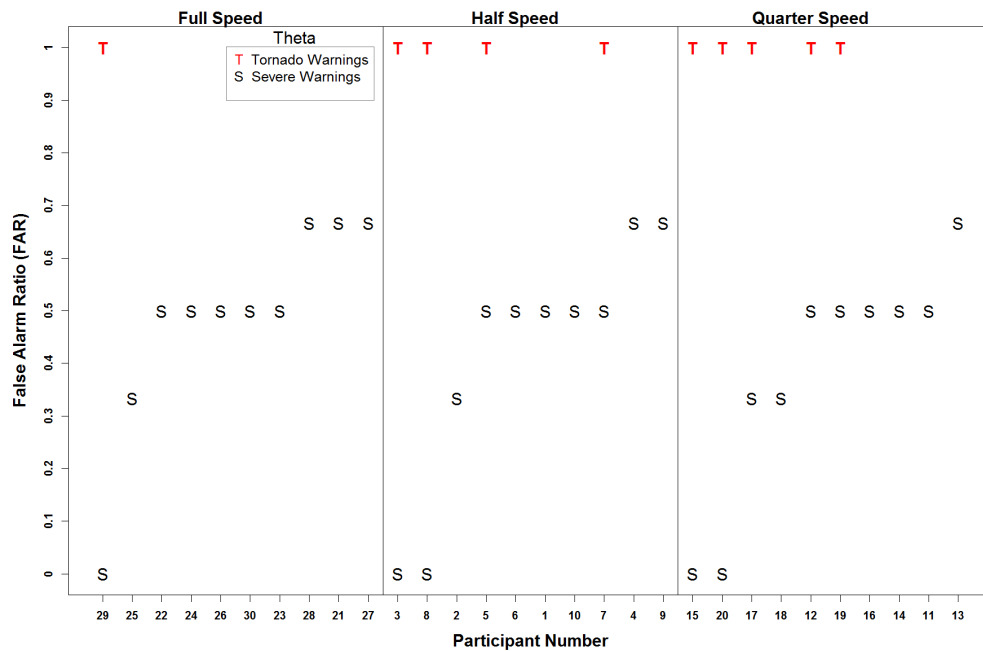 Full Speed Half Speed Quarter Speed
Theta
T Tornado Warnings
S Severe Warnings
False Alarm Ratio (FAR)
1
0.9
0.8
0.7
0.6
0.5
0.4
0.3
0.2
0.1
0
T T T T T T T T T T
S S S S S S
S S S S S S S S S S S S S S S
S S S S
S S S S S
29 25 22 24 26 30 23 28 21 27 3 8 2 5 6 1 10 7 4 9 15 20 17 18 12 19 16 14 11 13
Participant Number